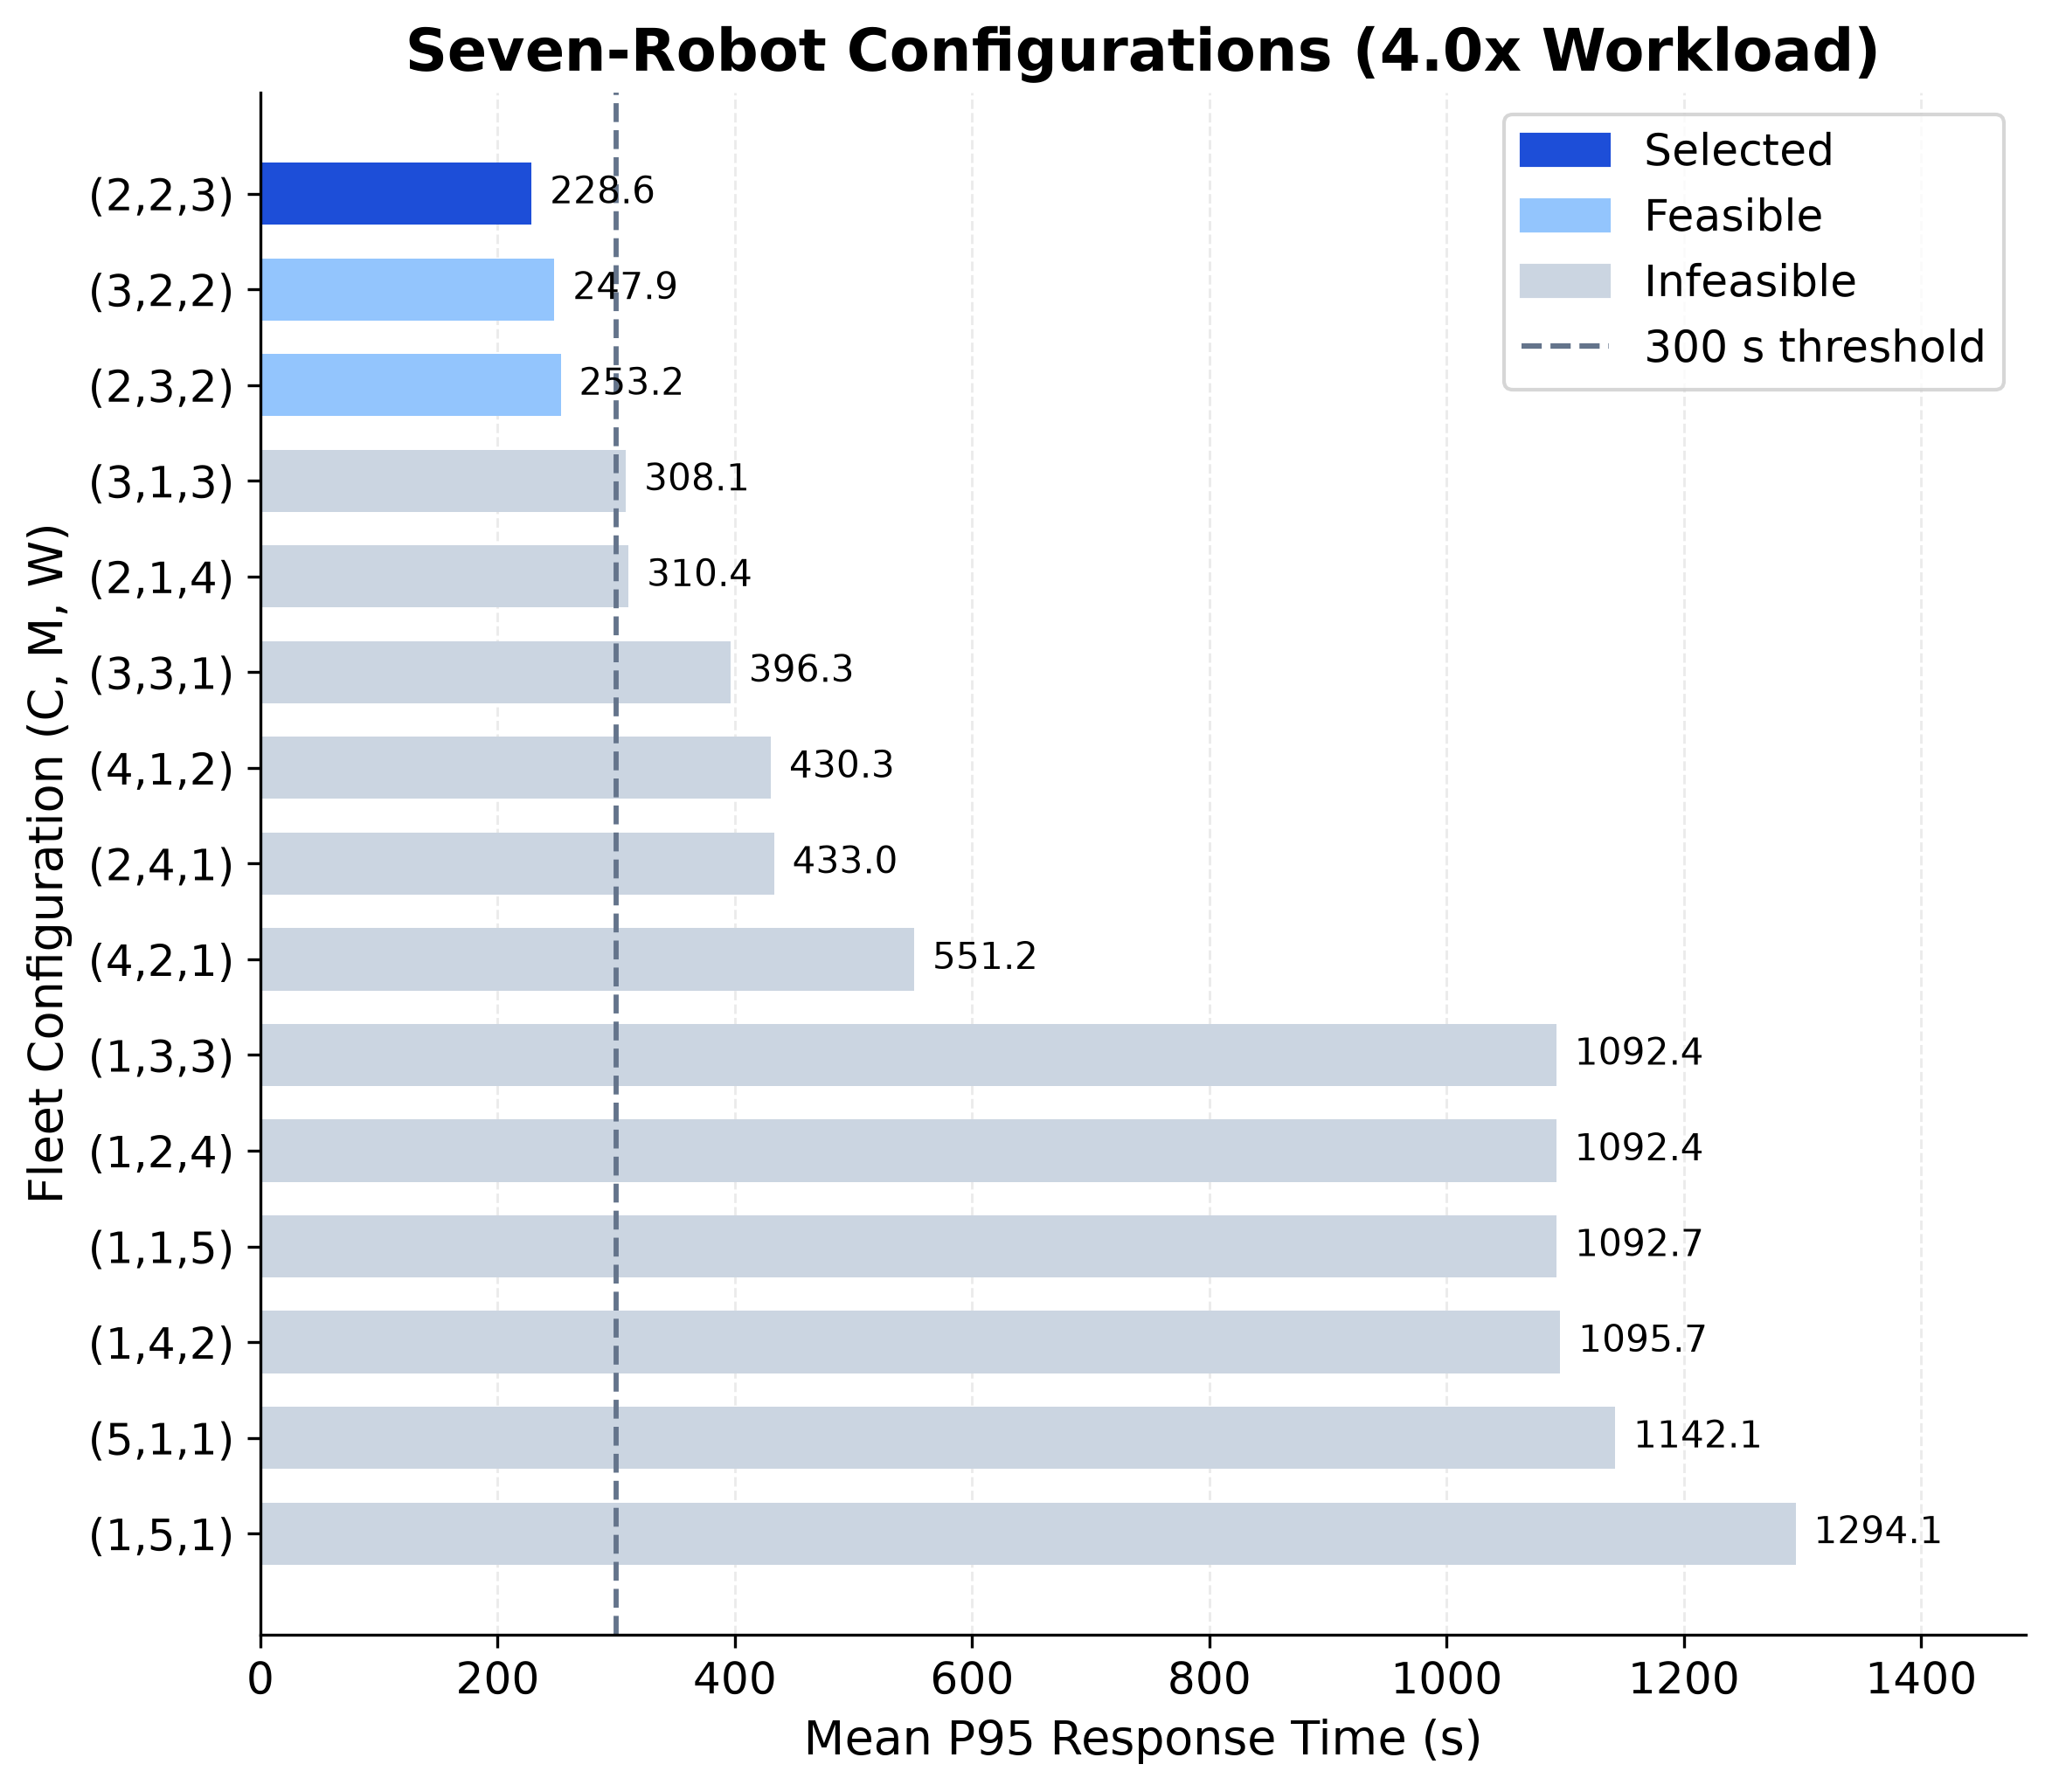 Seven-Robot Configurations (4.0x Workload)
Selected
Feasible
Infeasible
300 s threshold
Fleet Configuration (C, M, W)
(2,2,3) 228.6
(3,2,2) 247.9
(2,3,2) 253.2
(3,1,3) 308.1
(2,1,4) 310.4
(3,3,1) 396.3
(4,1,2) 430.3
(2,4,1) 433.0
(4,2,1) 551.2
(1,3,3) 1092.4
(1,2,4) 1092.4
(1,1,5) 1092.7
(1,4,2) 1095.7
(5,1,1) 1142.1
(1,5,1) 1294.1
0 200 400 600 800 1000 1200 1400
Mean P95 Response Time (s)